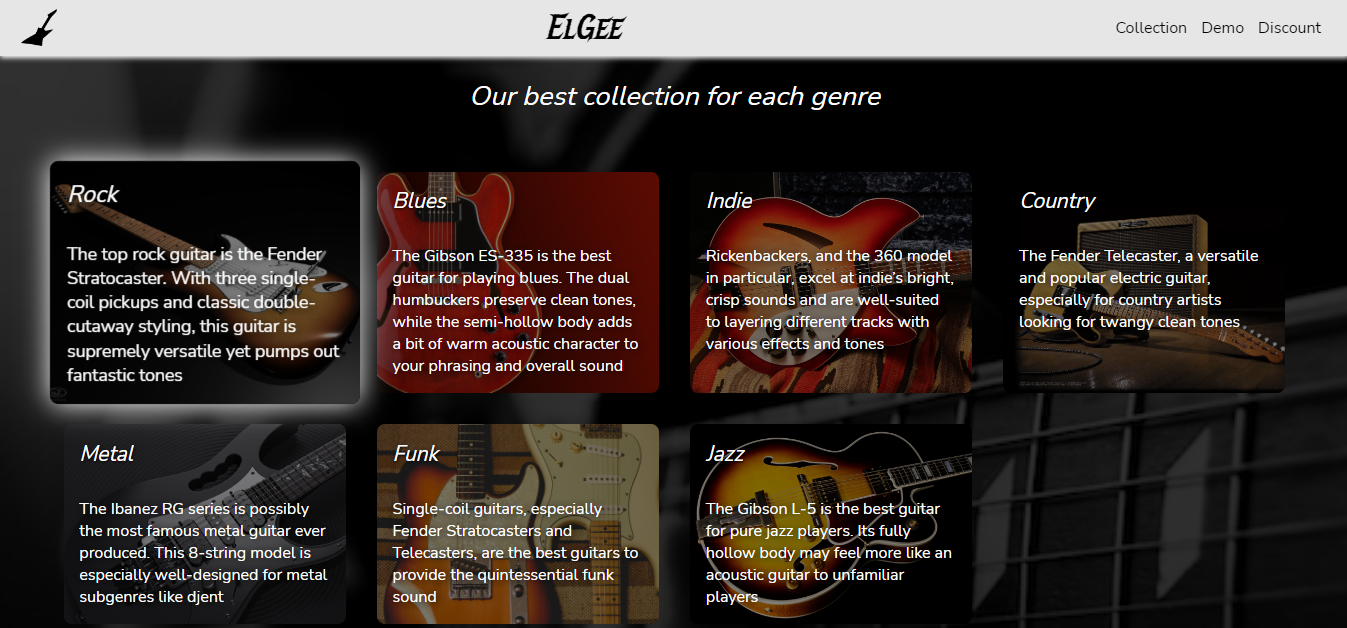 ElGee
Collection Demo Discount
Our best collection for each genre
Rock
The top rock guitar is the Fender
Stratocaster. With three single-
coil pickups and classic double-
cutaway styling, this guitar is
supremely versatile yet pumps out
fantastic tones
Blues
The Gibson ES-335 is the best
guitar for playing blues. The dual
humbuckers preserve clean tones,
while the semi-hollow body adds
a bit of warm acoustic character to
your phrasing and overall sound
Indie
Rickenbackers, and the 360 model
in particular, excel at indie's bright,
crisp sounds and are well-suited
to layering different tracks with
various effects and tones
Country
The Fender Telecaster, a versatile
and popular electric guitar,
especially for country artists
looking for twangy clean tones
Metal
The Ibanez RG series is possibly
the most famous metal guitar ever
produced. This 8-string model is
especially well-designed for metal
subgenres like djent
Funk
Single-coil guitars, especially
Fender Stratocasters and
Telecasters, are the best guitars to
provide the quintessential funk
sound
Jazz
The Gibson L-5 is the best guitar
for pure jazz players. Its fully
hollow body may feel more like an
acoustic guitar to unfamiliar
players